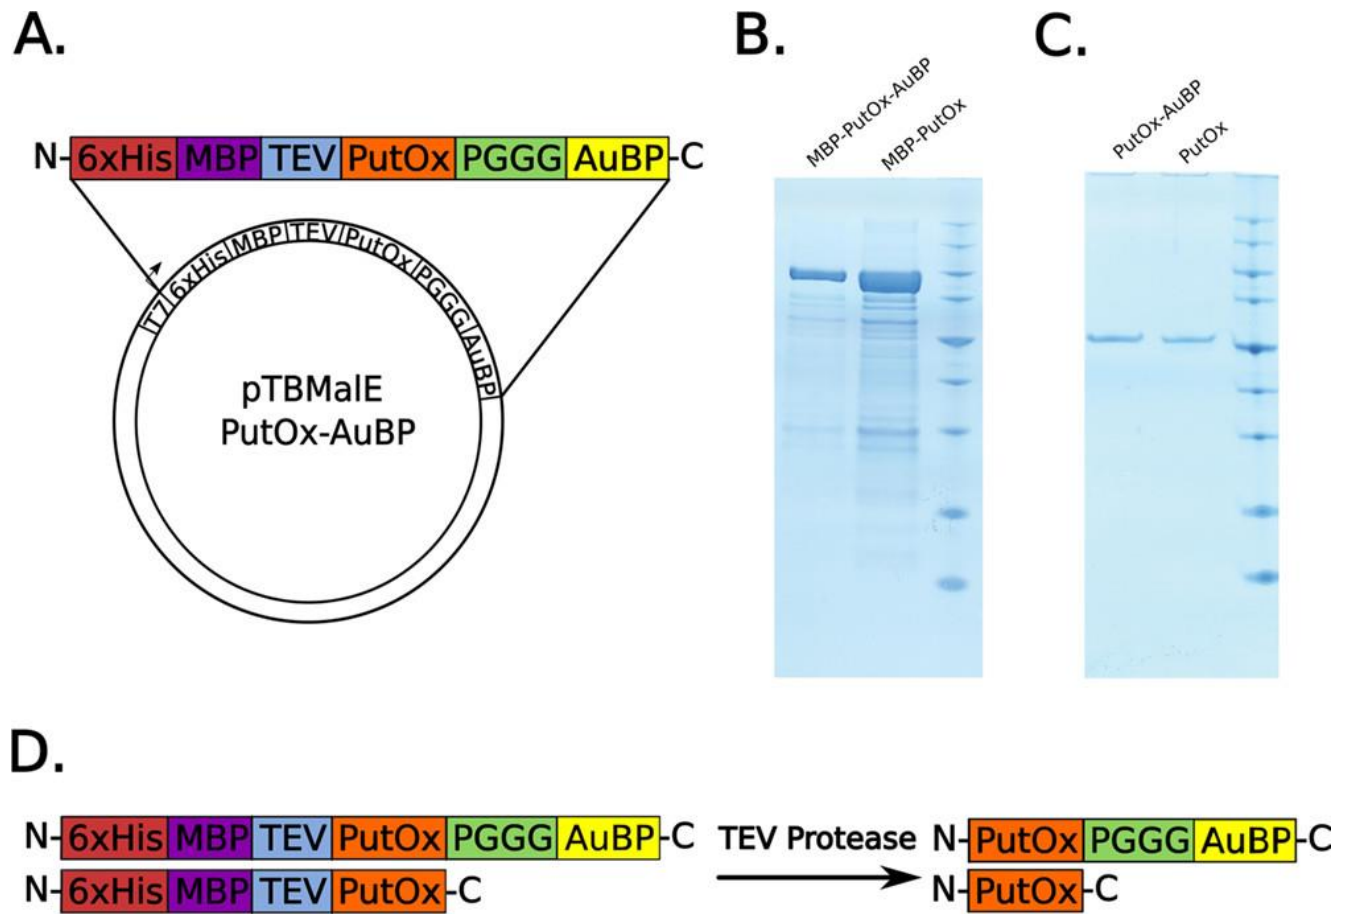 A.
N-6xHis MBP TEV PutOx PGGG AuBP-C
T7 6xHis MBP TEV PutOx PGGG AuBP
pTBMalE
PutOx-AuBP
B.
MBP-PutOx-AuBP
MBP-PutOx
C.
PutOx-AuBP
PutOx
D.
N-6xHis MBP TEV PutOx PGGG AuBP-C
N-6xHis MBP TEV PutOx-C
TEV Protease
N-PutOx PGGG AuBP-C
N-PutOx-C